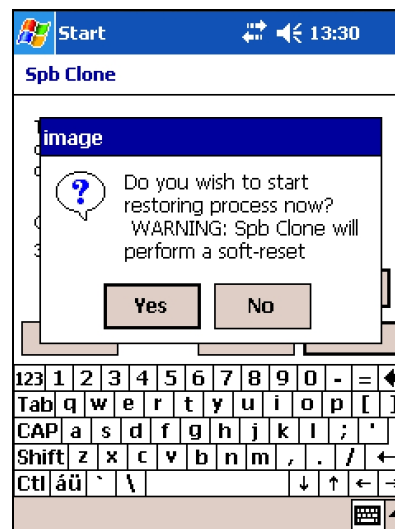 Start 13:30
Spb Clone
image
Do you wish to start
restoring process now?
WARNING: Spb Clone will
perform a soft-reset
Yes No
123 1 2 3 4 5 6 7 8 9 0 - =
Tab q w e r t y u i o p [ ]
CAP a s d f g h j k l ; '
Shift z x c v b n m , . / ←
Ctl áü ` \ ↓ ↑ ← →